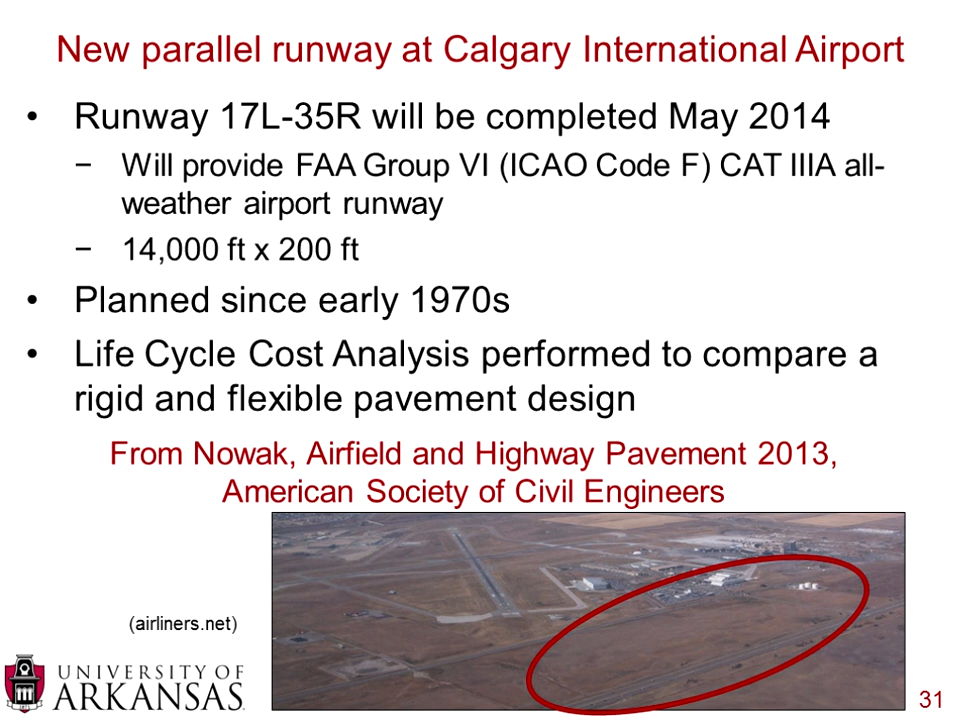 New parallel runway at Calgary International Airport
• Runway 17L-35R will be completed May 2014
− Will provide FAA Group VI (ICAO Code F) CAT IIIA all-
weather airport runway
− 14,000 ft x 200 ft
• Planned since early 1970s
• Life Cycle Cost Analysis performed to compare a
rigid and flexible pavement design
From Nowak, Airfield and Highway Pavement 2013,
American Society of Civil Engineers
(airliners.net)
UNIVERSITY OF
ARKANSAS
31